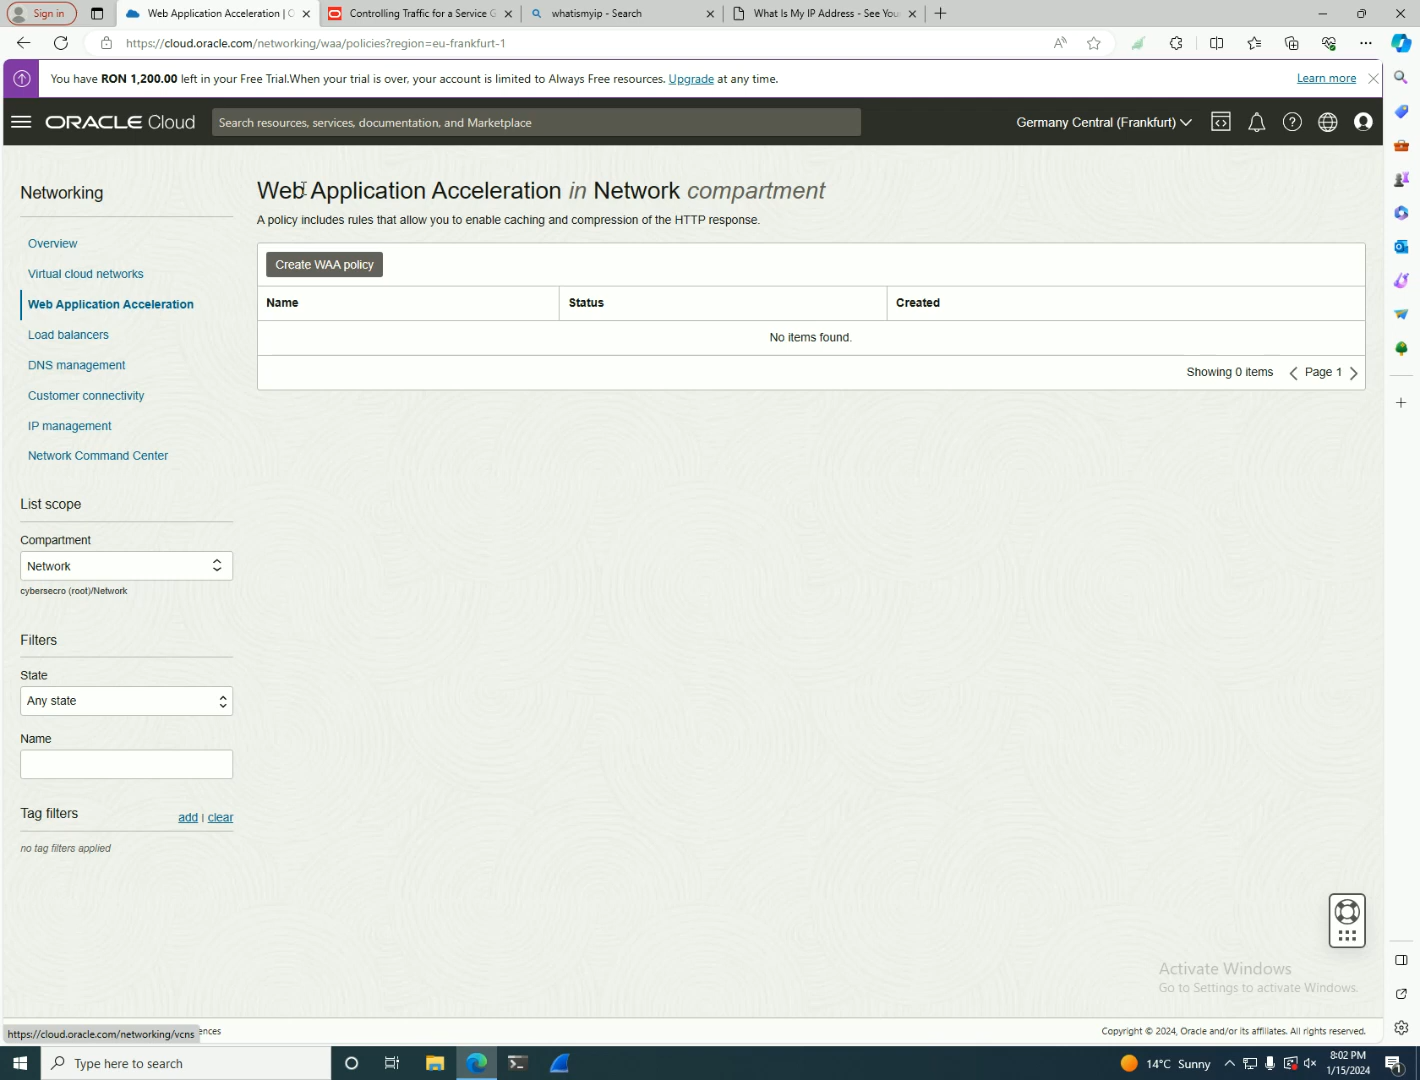 Sign in
Web Application Acceleration | C
Controlling Traffic for a Service G
whatismyip - Search
What Is My IP Address - See You
https://cloud.oracle.com/networking/waa/policies?region=eu-frankfurt-1
You have RON 1,200.00 left in your Free Trial.When your trial is over, your account is limited to Always Free resources. Upgrade at any time.
Learn more
ORACLE Cloud
Search resources, services, documentation, and Marketplace
Germany Central (Frankfurt)
Networking
Overview
Virtual cloud networks
Web Application Acceleration
Load balancers
DNS management
Customer connectivity
IP management
Network Command Center
List scope
Compartment
Network
cybersecro (root)/Network
Filters
State
Any state
Name
Tag filters
add | clear
no tag filters applied
Web Application Acceleration in Network compartment
A policy includes rules that allow you to enable caching and compression of the HTTP response.
Create WAA policy
Name
Status
Created
No items found.
Showing 0 items
Page 1
Activate Windows
Go to Settings to activate Windows.
https://cloud.oracle.com/networking/vcns
ences
Copyright © 2024, Oracle and/or its affiliates. All rights reserved.
Type here to search
14°C Sunny
8:02 PM
1/15/2024
1